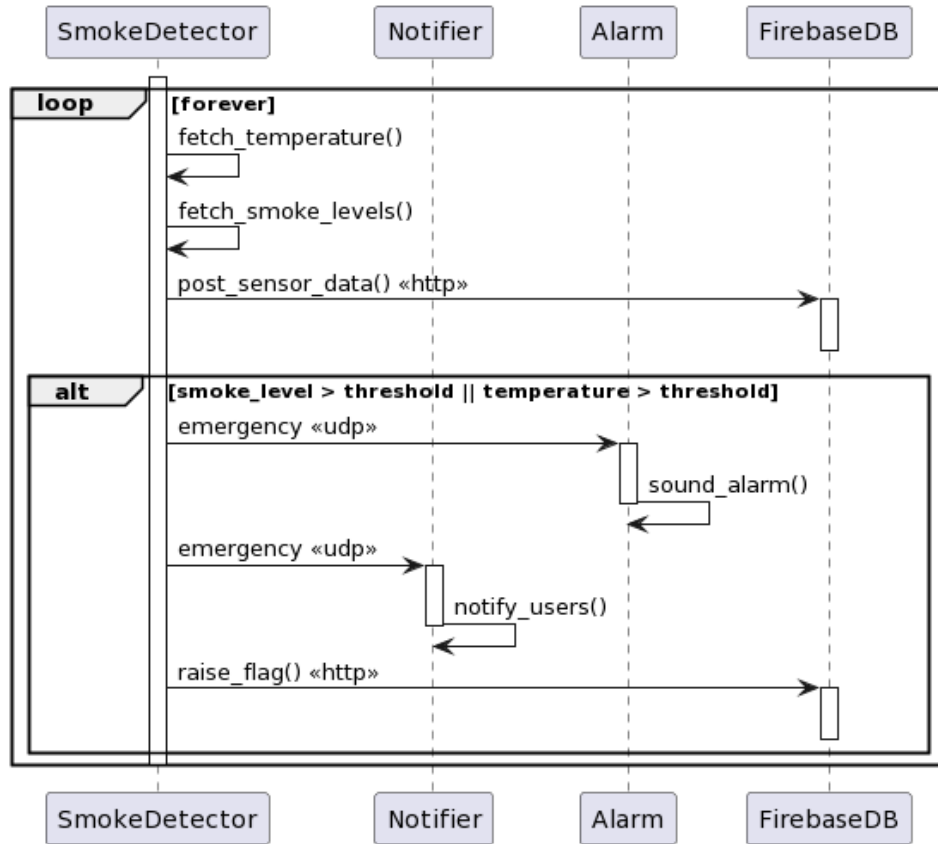 SmokeDetector Notifier Alarm FirebaseDB
loop [forever]
fetch_temperature()
fetch_smoke_levels()
post_sensor_data() «http»
alt [smoke_level > threshold || temperature > threshold]
emergency «udp»
sound_alarm()
emergency «udp»
notify_users()
raise_flag() «http»
SmokeDetector Notifier Alarm FirebaseDB